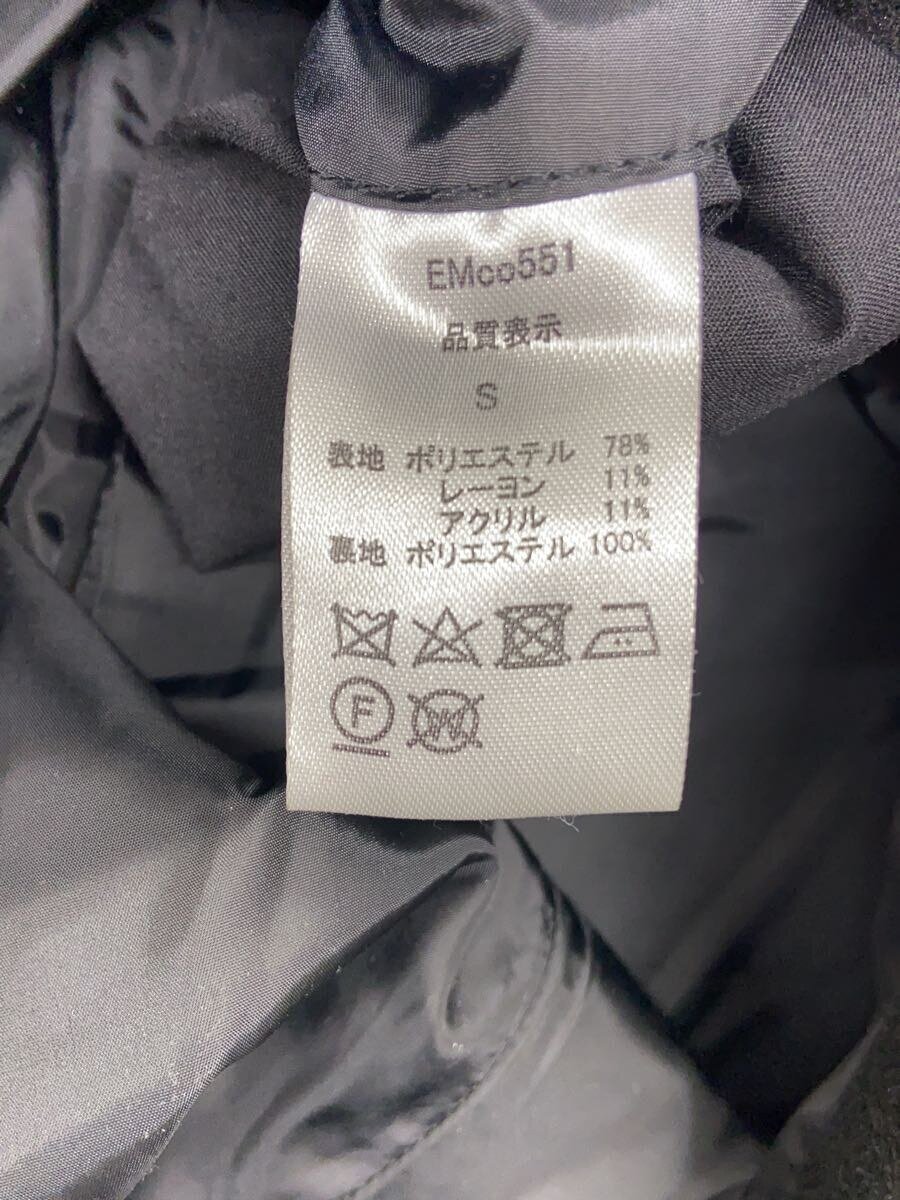 EMco551
品質表示
S
表地 ポリエステル 78%
レーヨン 11%
アクリル 11%
裏地 ポリエステル 100%
F
W